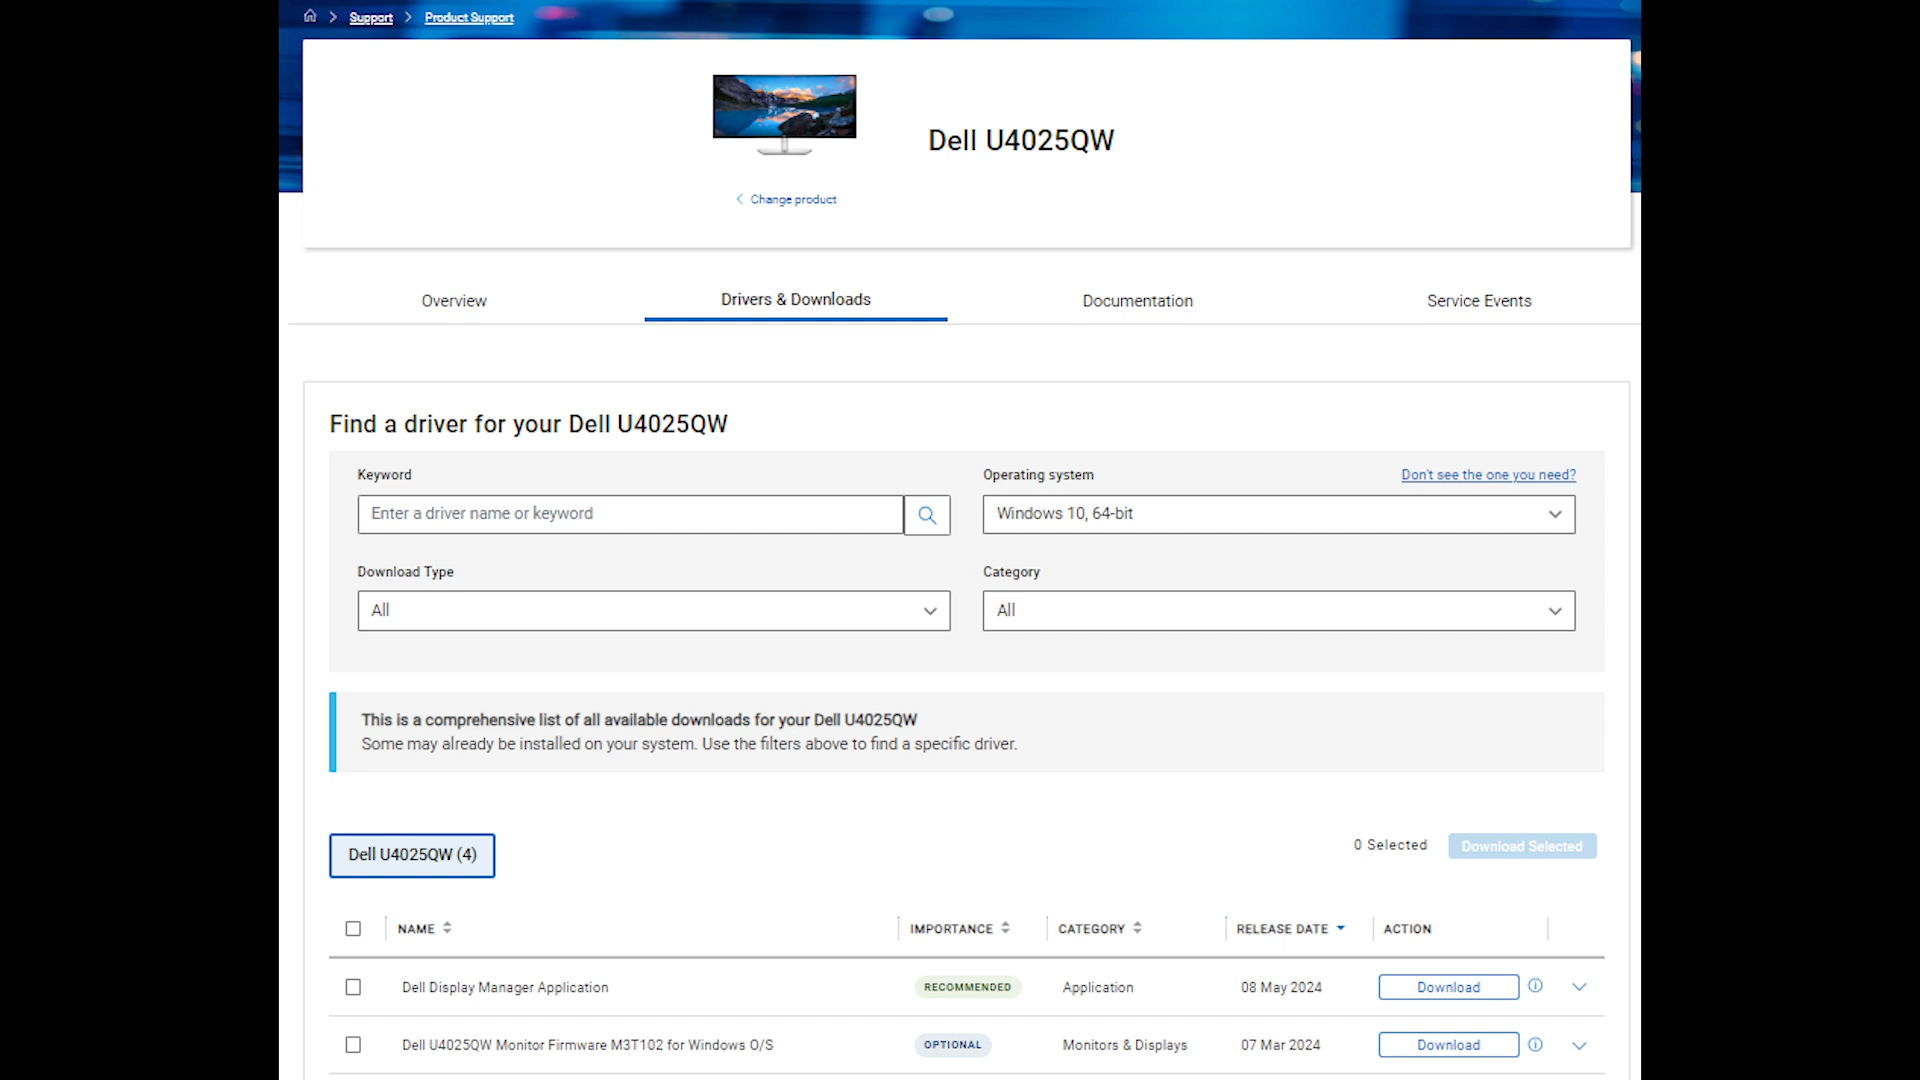 Support Product Support
Dell U4025QW
Change product
Overview Drivers & Downloads Documentation Service Events
Find a driver for your Dell U4025QW
Keyword Operating system Don't see the one you need?
Enter a driver name or keyword Windows 10, 64-bit
Download Type Category
All All
This is a comprehensive list of all available downloads for your Dell U4025QW
Some may already be installed on your system. Use the filters above to find a specific driver.
Dell U4025QW (4) 0 Selected Download Selected
NAME IMPORTANCE CATEGORY RELEASE DATE ACTION
Dell Display Manager Application RECOMMENDED Application 08 May 2024 Download
Dell U4025QW Monitor Firmware M3T102 for Windows O/S OPTIONAL Monitors & Displays 07 Mar 2024 Download